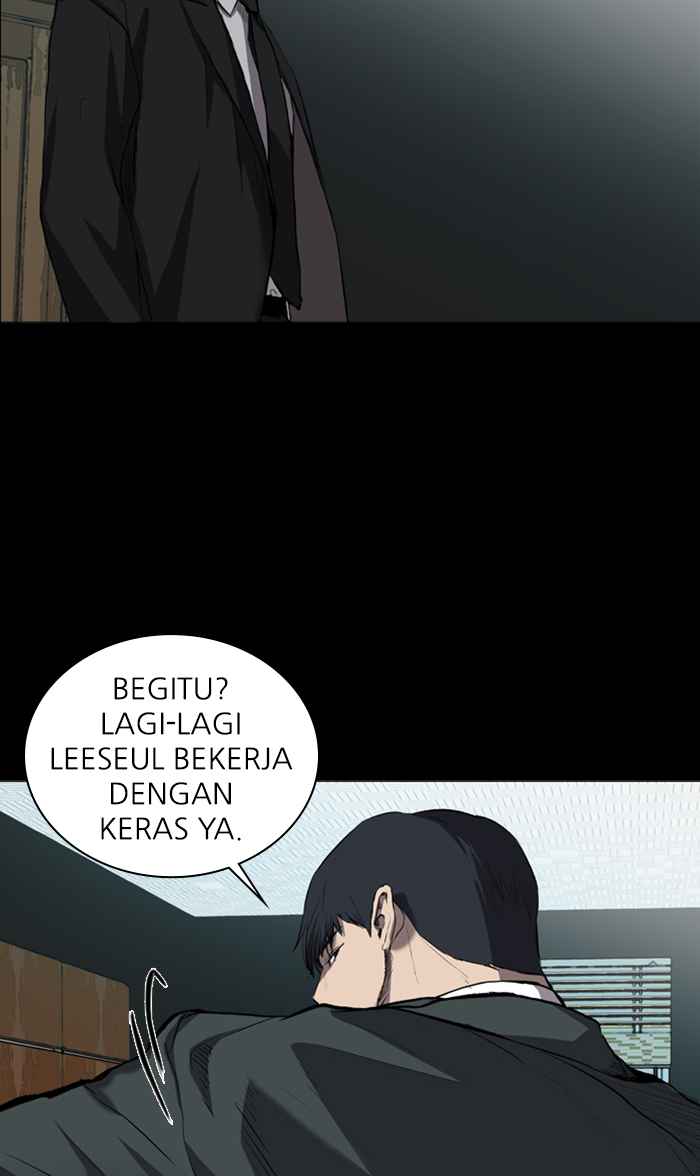 BEGITU?
LAGI-LAGI
LEESEUL BEKERJA
DENGAN
KERAS YA.